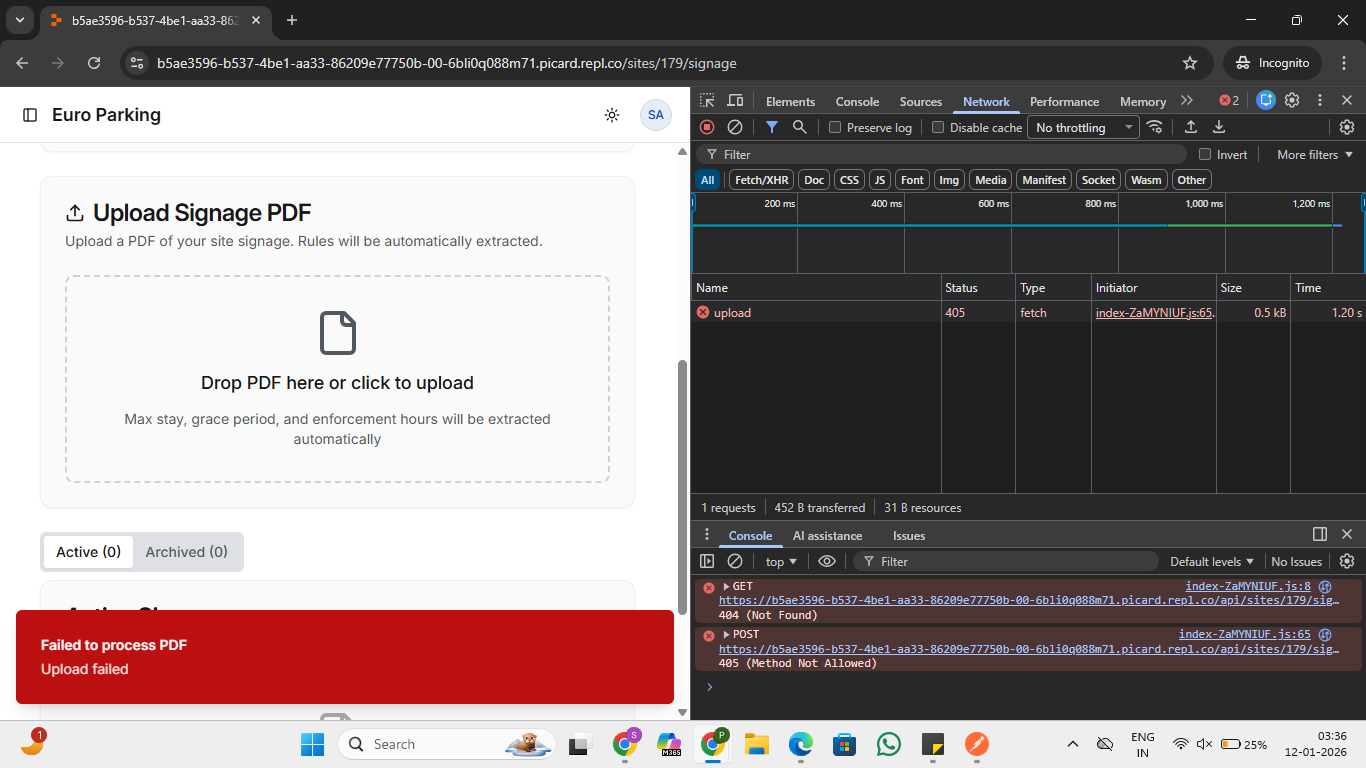 b5ae3596-b537-4be1-aa33-862
b5ae3596-b537-4be1-aa33-86209e77750b-00-6bli0q088m71.picard.repl.co/sites/179/signage
Incognito
Euro Parking
SA
Upload Signage PDF
Upload a PDF of your site signage. Rules will be automatically extracted.
Drop PDF here or click to upload
Max stay, grace period, and enforcement hours will be extracted
automatically
Active (0) Archived (0)
Failed to process PDF
Upload failed
Elements Console Sources Network Performance Memory 2
Preserve log Disable cache No throttling
Filter Invert More filters
All Fetch/XHR Doc CSS JS Font Img Media Manifest Socket Wasm Other
200 ms 400 ms 600 ms 800 ms 1,000 ms 1,200 ms
Name Status Type Initiator Size Time
upload 405 fetch index-ZaMYNIUF.js:65. 0.5 kB 1.20 s
1 requests 452 B transferred 31 B resources
Console AI assistance Issues
top Filter Default levels No Issues
GET index-ZaMYNIUF.js:8
https://b5ae3596-b537-4be1-aa33-86209e77750b-00-6bli0q088m71.picard.repl.co/api/sites/179/sig…
404 (Not Found)
POST index-ZaMYNIUF.js:65
https://b5ae3596-b537-4be1-aa33-86209e77750b-00-6bli0q088m71.picard.repl.co/api/sites/179/sig…
405 (Method Not Allowed)
1
Search
S
M365
P
ENG
IN
25%
03:36
12-01-2026